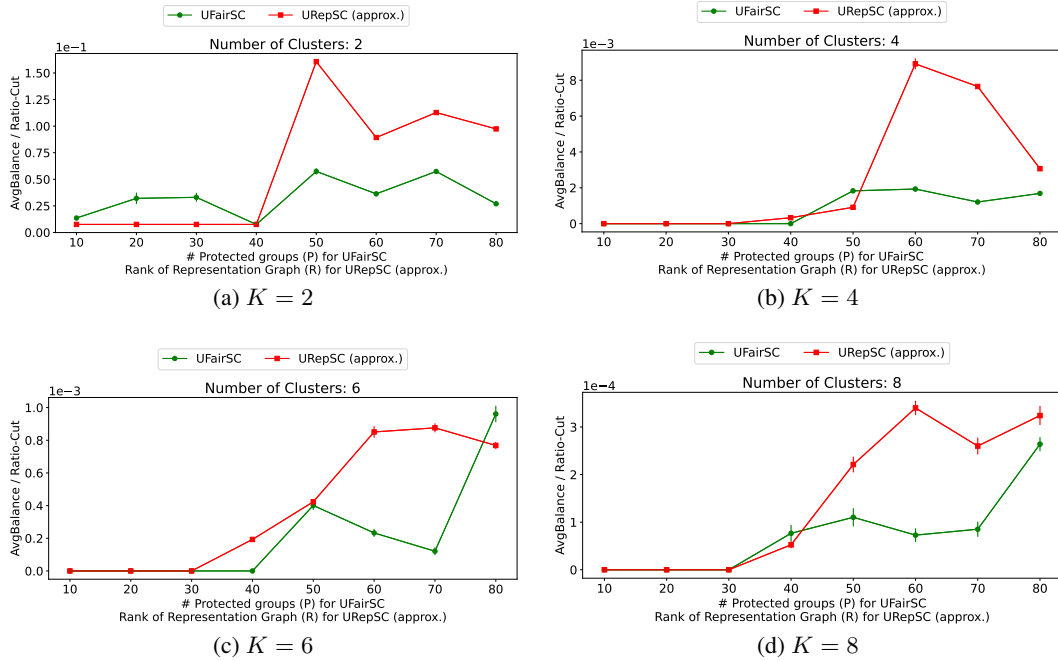 UFairSC URepSC (approx.)
Number of Clusters: 2
1e−1
AvgBalance / Ratio-Cut
1.50
1.25
1.00
0.75
0.50
0.25
0.00
10 20 30 40 50 60 70 80
# Protected groups (P) for UFairSC
Rank of Representation Graph (R) for URepSC (approx.)
(a) K = 2
UFairSC URepSC (approx.)
Number of Clusters: 4
1e−3
AvgBalance / Ratio-Cut
8
6
4
2
0
10 20 30 40 50 60 70 80
# Protected groups (P) for UFairSC
Rank of Representation Graph (R) for URepSC (approx.)
(b) K = 4
UFairSC URepSC (approx.)
Number of Clusters: 6
1e−3
AvgBalance / Ratio-Cut
1.0
0.8
0.6
0.4
0.2
0.0
10 20 30 40 50 60 70 80
# Protected groups (P) for UFairSC
Rank of Representation Graph (R) for URepSC (approx.)
(c) K = 6
UFairSC URepSC (approx.)
Number of Clusters: 8
1e−4
AvgBalance / Ratio-Cut
3
2
1
0
10 20 30 40 50 60 70 80
# Protected groups (P) for UFairSC
Rank of Representation Graph (R) for URepSC (approx.)
(d) K = 8